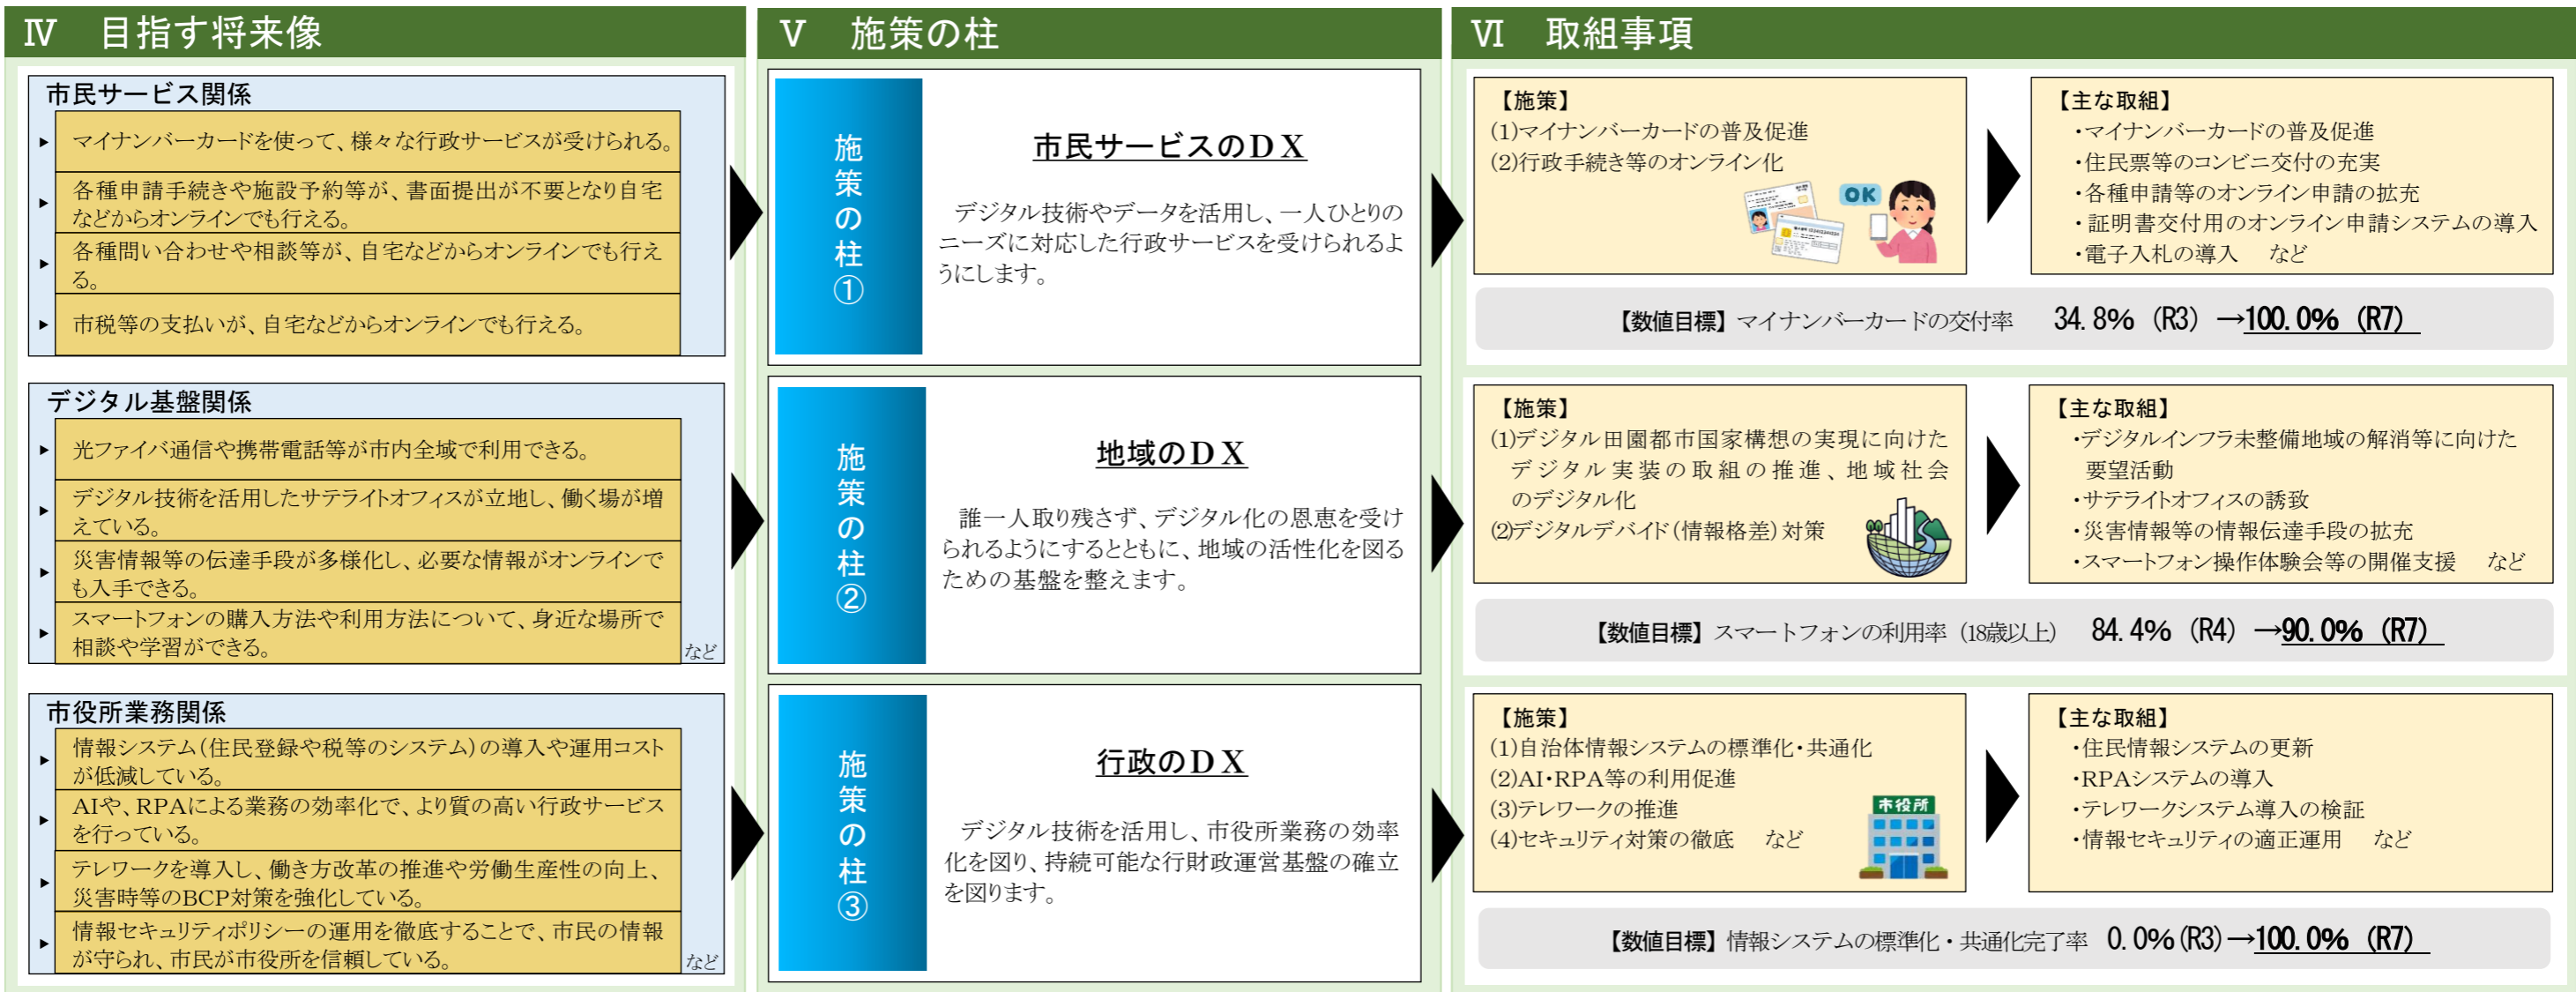 Ⅳ 目指す将来像
市民サービス関係
▶ マイナンバーカードを使って、様々な行政サービスが受けられる。
▶ 各種申請手続きや施設予約等が、書面提出が不要となり自宅
などからオンラインでも行える。
▶ 各種問い合わせや相談等が、自宅などからオンラインでも行え
る。
▶ 市税等の支払いが、自宅などからオンラインでも行える。
デジタル基盤関係
▶ 光ファイバ通信や携帯電話等が市内全域で利用できる。
▶ デジタル技術を活用したサテライトオフィスが立地し、働く場が増
えている。
▶ 災害情報等の伝達手段が多様化し、必要な情報がオンラインで
も入手できる。
▶ スマートフォンの購入方法や利用方法について、身近な場所で
相談や学習ができる。
など
市役所業務関係
▶ 情報システム(住民登録や税等のシステム)の導入や運用コスト
が低減している。
▶ AIや、RPAによる業務の効率化で、より質の高い行政サービス
を行っている。
▶ テレワークを導入し、働き方改革の推進や労働生産性の向上、
災害時等のBCP対策を強化している。
▶ 情報セキュリティポリシーの運用を徹底することで、市民の情報
が守られ、市民が市役所を信頼している。
など
Ⅴ 施策の柱
施策の柱①
市民サービスのDX
デジタル技術やデータを活用し、一人ひとりの
ニーズに対応した行政サービスを受けられるよ
うにします。
施策の柱②
地域のDX
誰一人取り残さず、デジタル化の恩恵を受け
られるようにするとともに、地域の活性化を図る
ための基盤を整えます。
施策の柱③
行政のDX
デジタル技術を活用し、市役所業務の効率
化を図り、持続可能な行財政運営基盤の確立
を図ります。
Ⅵ 取組事項
【施策】
(1)マイナンバーカードの普及促進
(2)行政手続き等のオンライン化
OK
【主な取組】
・マイナンバーカードの普及促進
・住民票等のコンビニ交付の充実
・各種申請等のオンライン申請の拡充
・証明書交付用のオンライン申請システムの導入
・電子入札の導入 など
【数値目標】マイナンバーカードの交付率 34.8% (R3) →100.0% (R7)
【施策】
(1)デジタル田園都市国家構想の実現に向けた
デジタル実装の取組の推進、地域社会
のデジタル化
(2)デジタルデバイド(情報格差)対策
【主な取組】
・デジタルインフラ未整備地域の解消等に向けた
要望活動
・サテライトオフィスの誘致
・災害情報等の情報伝達手段の拡充
・スマートフォン操作体験会等の開催支援 など
【数値目標】スマートフォンの利用率 (18歳以上) 84.4% (R4) →90.0% (R7)
【施策】
(1)自治体情報システムの標準化・共通化
(2)AI・RPA等の利用促進
(3)テレワークの推進
(4)セキュリティ対策の徹底 など
市役所
【主な取組】
・住民情報システムの更新
・RPAシステムの導入
・テレワークシステム導入の検証
・情報セキュリティの適正運用 など
【数値目標】情報システムの標準化・共通化完了率 0.0%(R3)→100.0% (R7)